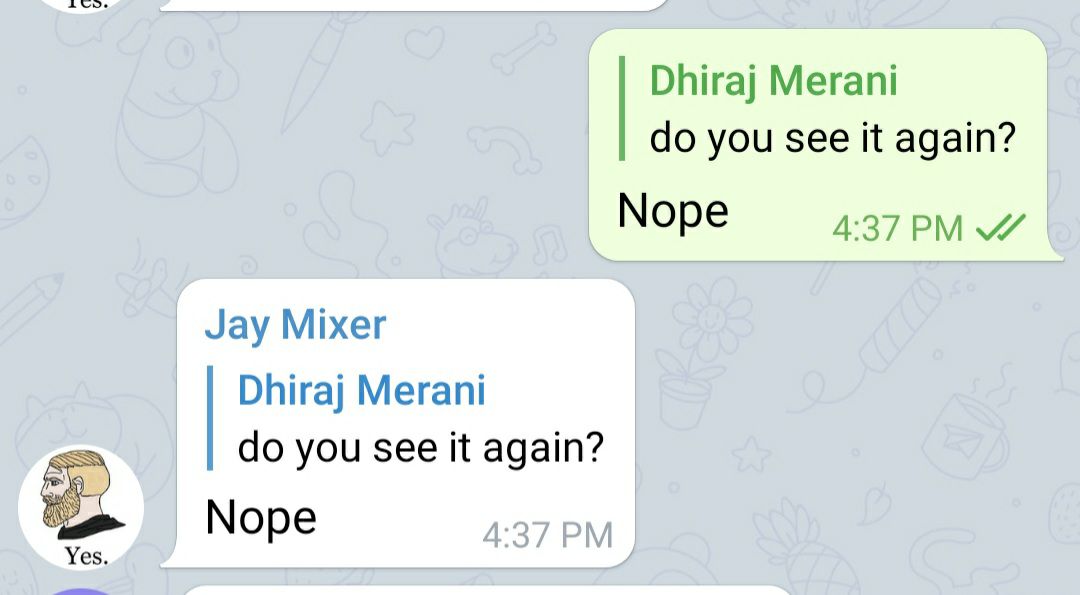 Yes.
Dhiraj Merani
do you see it again?
Nope
4:37 PM
Jay Mixer
Dhiraj Merani
do you see it again?
Nope
4:37 PM
Yes.